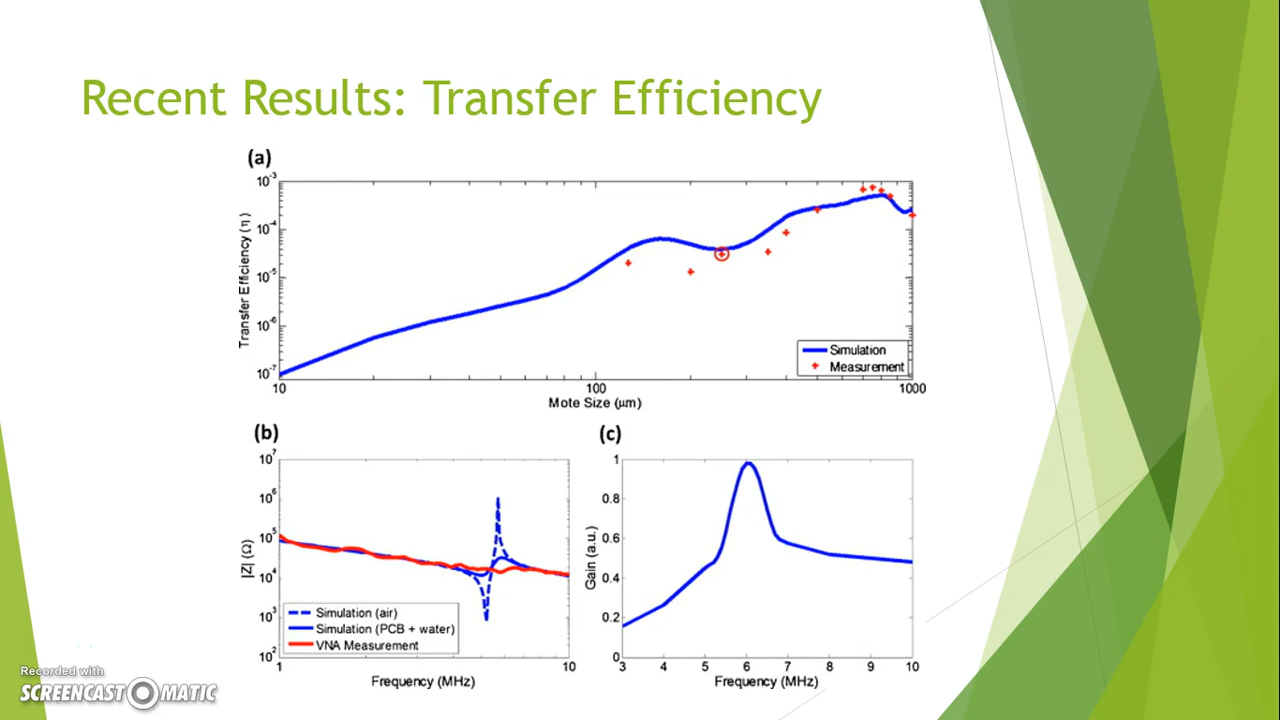 Recent Results: Transfer Efficiency
(a)
10-3
10-4
10-5
10-6
10-7
Transfer Efficiency (η)
10
100
1000
Mote Size (μm)
Simulation
Measurement
(b)
10^7
10^6
10^5
10^4
10^3
10^2
|Z| (Ω)
Simulation (air)
Simulation (PCB + water)
VNA Measurement
1
10
Frequency (MHz)
(c)
1
0.8
0.6
0.4
0.2
0
Gain (a.u.)
3 4 5 6 7 8 9 10
Frequency (MHz)
Recorded with
SCREENCAST-O-MATIC